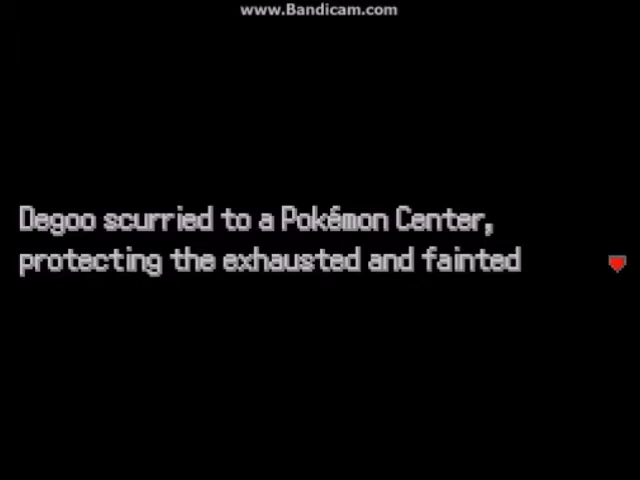 www.Bandicam.com
Degoo scurried to a Pokémon Center,
protecting the exhausted and fainted